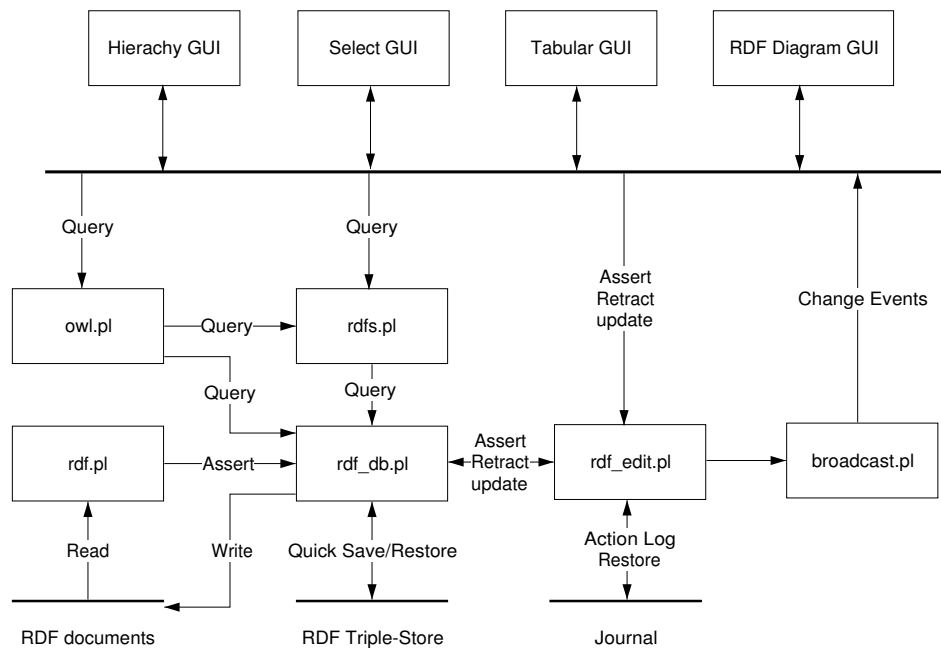 Hierachy GUI
Select GUI
Tabular GUI
RDF Diagram GUI
Query
Query
Assert
Retract
update
Change Events
owl.pl
Query
rdfs.pl
Query
Query
rdf.pl
Assert
rdf_db.pl
Assert
Retract
update
rdf_edit.pl
broadcast.pl
Read
Write
Quick Save/Restore
Action Log
Restore
RDF documents
RDF Triple-Store
Journal